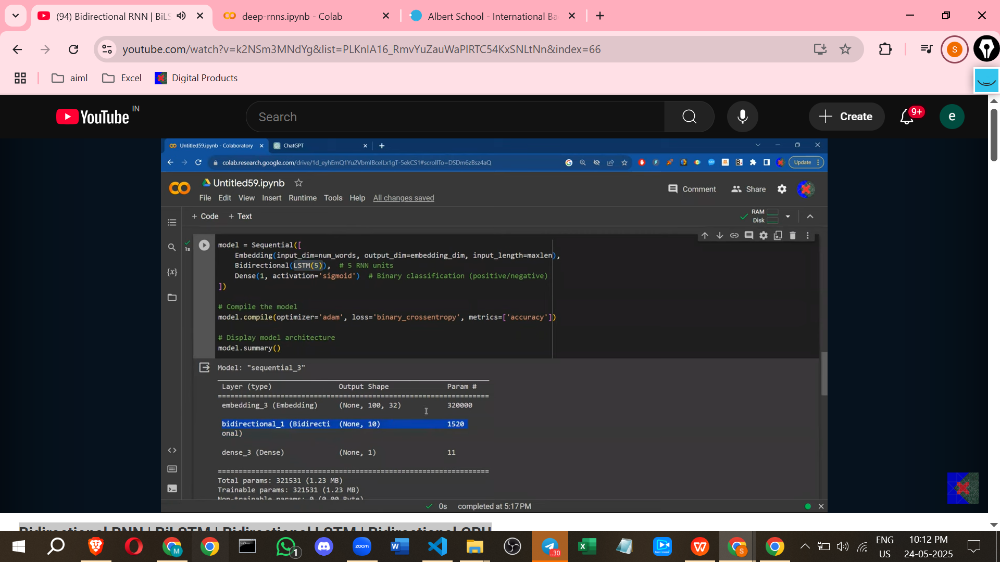 (94) Bidirectional RNN | BiLS
deep-rnns.ipynb - Colab
Albert School - International Ba
youtube.com/watch?v=k2NSm3MNdYg&list=PLKnIA16_RmvYuZauWaPlRTC54KxSNLtNn&index=66
S
aiml
Excel
Digital Products
YouTube
IN
Search
Create
9+
e
Untitled59.ipynb - Colaboratory
ChatGPT
colab.research.google.com/drive/1d_eyhEmQ1Yu2VbmIBceILx1gT-5ekCS1#scrollTo=DSDm6zBsz4aQ
Update
Untitled59.ipynb
Comment
Share
File Edit View Insert Runtime Tools Help All changes saved
+ Code + Text
RAM
Disk
1s
model = Sequential([
Embedding(input_dim=num_words, output_dim=embedding_dim, input_length=maxlen),
Bidirectional(LSTM(5)), # 5 RNN units
Dense(1, activation='sigmoid') # Binary classification (positive/negative)
])
# Compile the model
model.compile(optimizer='adam', loss='binary_crossentropy', metrics=['accuracy'])
# Display model architecture
model.summary()
Model: "sequential_3"
Layer (type) Output Shape Param #
embedding_3 (Embedding) (None, 100, 32) 320000
bidirectional_1 (Bidirecti (None, 10) 1520
onal)
dense_3 (Dense) (None, 1) 11
Total params: 321531 (1.23 MB)
Trainable params: 321531 (1.23 MB)
Non-trainable params: 0 (0.00 Byte)
0s completed at 5:17 PM
Bidirectional RNN | BiLSTM | Bidirectional LSTM | Bidirectional GRU
M
1
zoom
30
S
ENG
US
10:12 PM
24-05-2025